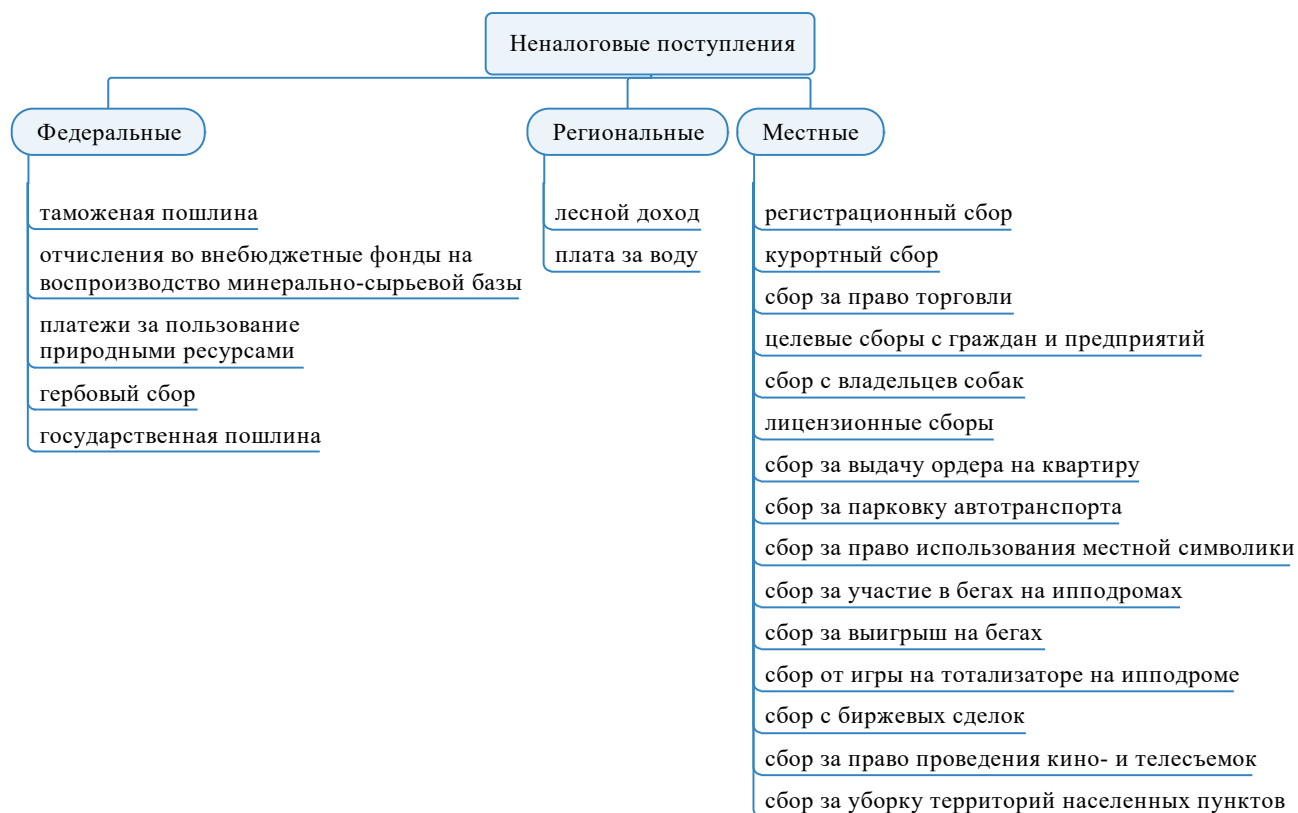 Неналоговые поступления
Федеральные
таможеная пошлина
отчисления во внебюджетные фонды на
воспроизводство минерально-сырьевой базы
платежи за пользование
природными ресурсами
гербовый сбор
государственная пошлина
Региональные
лесной доход
плата за воду
Местные
регистрационный сбор
курортный сбор
сбор за право торговли
целевые сборы с граждан и предприятий
сбор с владельцев собак
лицензионные сборы
сбор за выдачу ордера на квартиру
сбор за парковку автотранспорта
сбор за право использования местной символики
сбор за участие в бегах на ипподромах
сбор за выигрыш на бегах
сбор от игры на тотализаторе на ипподроме
сбор с биржевых сделок
сбор за право проведения кино- и телесъемок
сбор за уборку территорий населенных пунктов